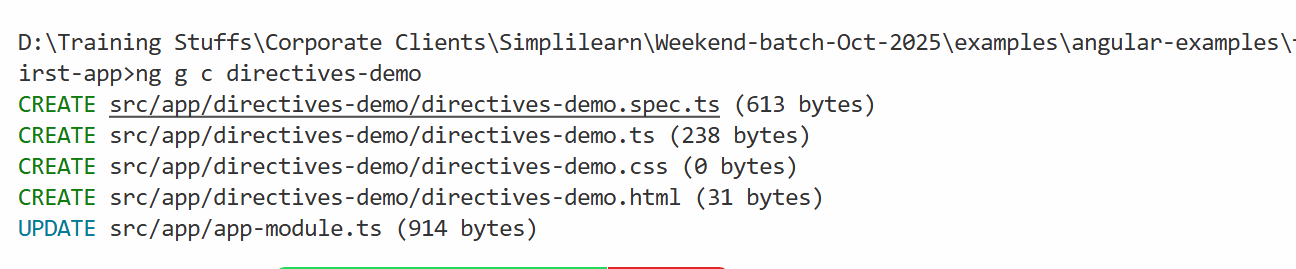 D:\Training Stuffs\Corporate Clients\Simplilearn\Weekend-batch-Oct-2025\examples\angular-examples\
irst-app>ng g c directives-demo
CREATE src/app/directives-demo/directives-demo.spec.ts (613 bytes)
CREATE src/app/directives-demo/directives-demo.ts (238 bytes)
CREATE src/app/directives-demo/directives-demo.css (0 bytes)
CREATE src/app/directives-demo/directives-demo.html (31 bytes)
UPDATE src/app/app-module.ts (914 bytes)